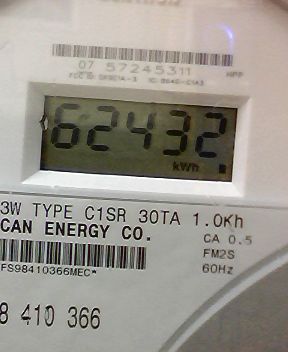 07 57245311 HPP
62432
kWh
3W TYPE C1SR 30TA 1.0Kh
CAN ENERGY CO.
CA 0.5
FM2S
FS98410366MEC*
60Hz
8 410 366